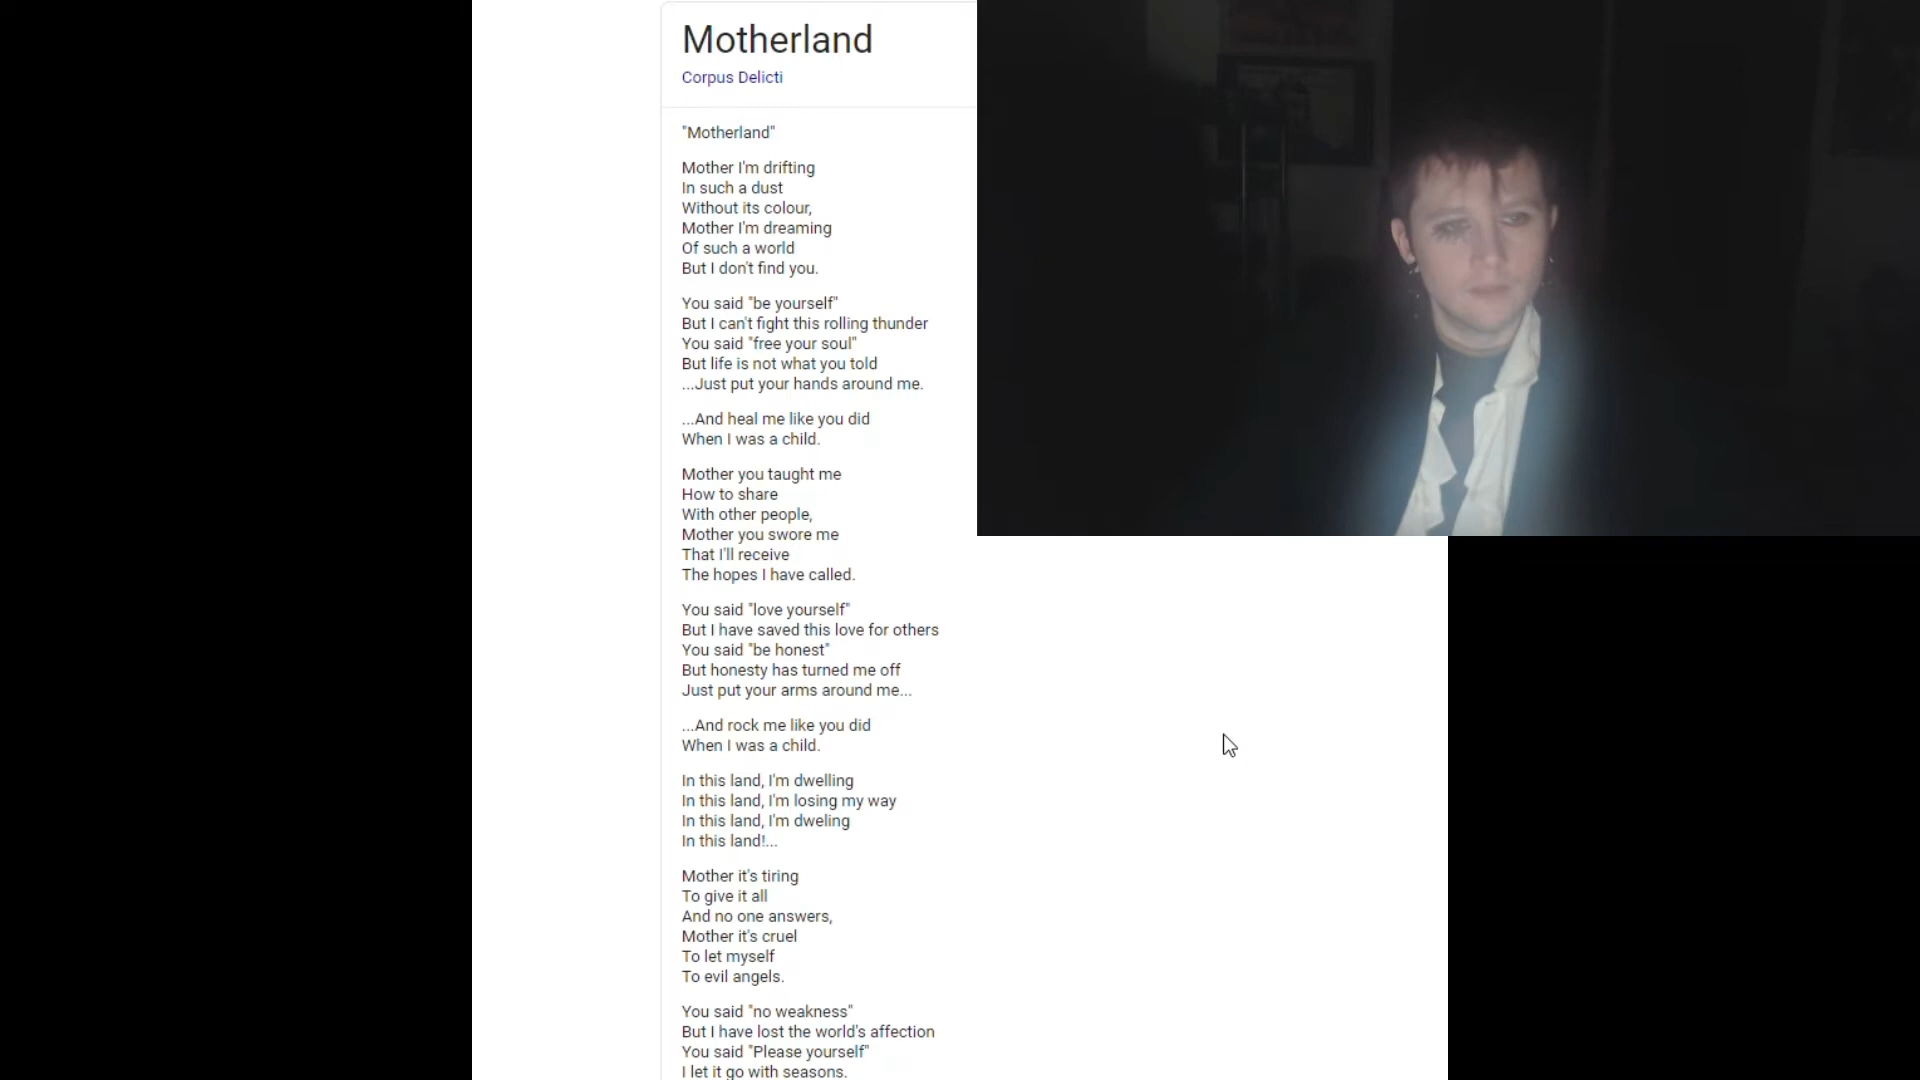 Motherland
Corpus Delicti
"Motherland"
Mother I'm drifting
In such a dust
Without its colour,
Mother I'm dreaming
Of such a world
But I don't find you.
You said "be yourself"
But I can't fight this rolling thunder
You said "free your soul"
But life is not what you told
...Just put your hands around me.
...And heal me like you did
When I was a child.
Mother you taught me
How to share
With other people,
Mother you swore me
That I'll receive
The hopes I have called.
You said "love yourself"
But I have saved this love for others
You said "be honest"
But honesty has turned me off
Just put your arms around me...
...And rock me like you did
When I was a child.
In this land, I'm dwelling
In this land, I'm losing my way
In this land, I'm dweling
In this land!...
Mother it's tiring
To give it all
And no one answers,
Mother it's cruel
To let myself
To evil angels.
You said "no weakness"
But I have lost the world's affection
You said "Please yourself"
I let it go with seasons.